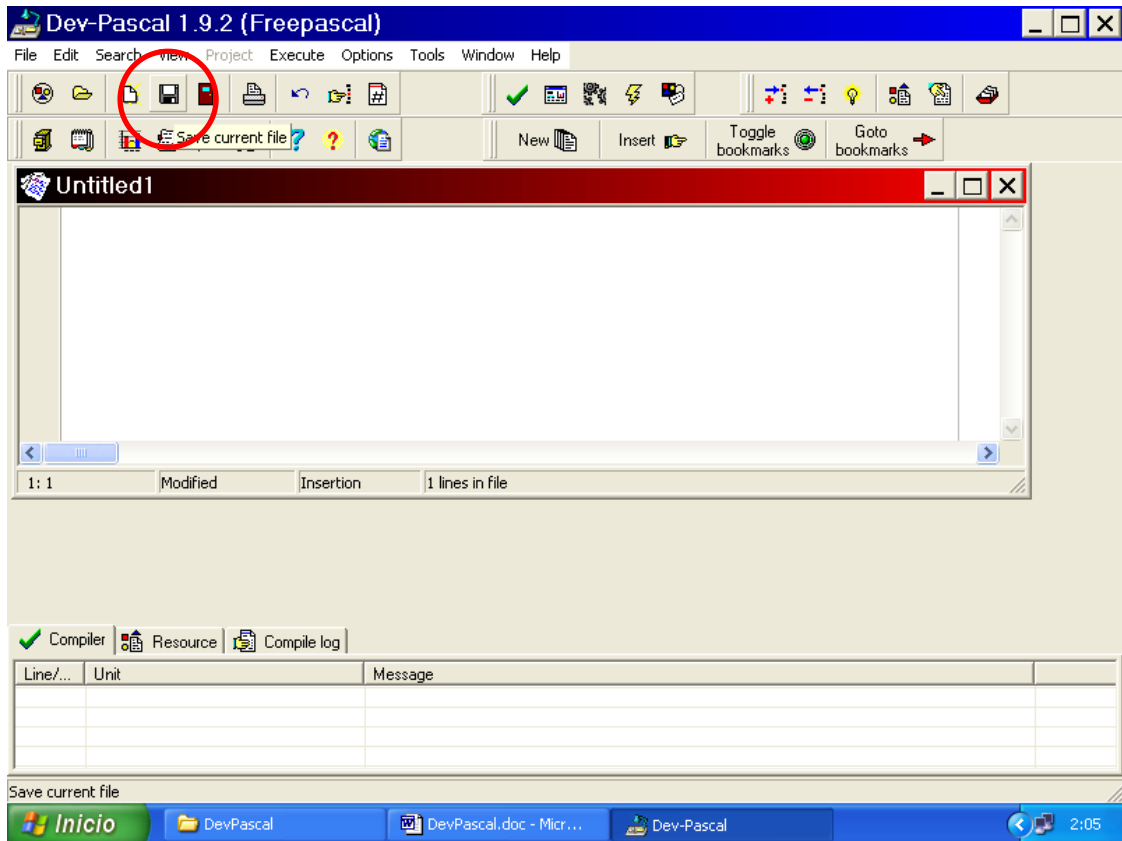 Dev-Pascal 1.9.2 (Freepascal)
File Edit Search View Project Execute Options Tools Window Help
Save current file
New Insert Toggle bookmarks Goto bookmarks
Untitled1
1: 1 Modified Insertion 1 lines in file
Compiler Resource Compile log
Line/... Unit Message
Save current file
Inicio DevPascal DevPascal.doc - Micr... Dev-Pascal 2:05